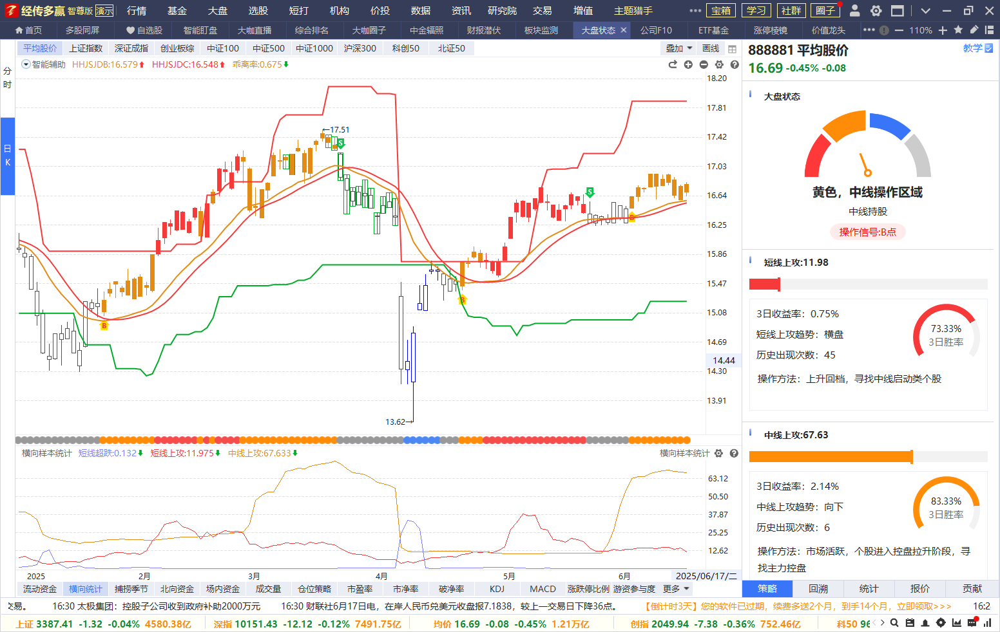 经传多赢 智尊版 演示 行情 基金 大盘 选股 短打 机构 价投 数据 资讯 研究院 交易 增值 主题猎手 宝箱 学习 社群 圈子
首页 多股同屏 自选股 智能盯盘 大咖直播 综合排名 大咖圈子 中金辐照 财报潜伏 板块监测 大盘状态 公司F10 ETF基金 涨停棱镜 价值龙头 110%
平均股价 上证指数 深证成指 创业板综 中证100 中证500 中证1000 沪深300 科创50 北证50 叠加 画线
分时
日K
智能辅助 HHJSJDB:16.579 HHJSJDC:16.548 乖离率:0.675
18.20
17.81
17.42
17.03
16.64
16.25
15.86
15.47
15.08
14.69
14.44
14.30
13.91
←17.51
S
S
B
B
B
13.62→
横向样本统计 短线超跌:0.132 短线上攻:11.975 中线上攻:67.633 横向样本统计
63.12
50.50
37.87
25.25
12.62
2025 2月 3月 4月 5月 6月 2025/06/17/二
流动资金 横向统计 捕捞季节 北向资金 场内资金 成交量 仓位策略 市盈率 市净率 破净率 KDJ MACD 涨跌停比例 游资参与度 更多
888881 平均股价 教学
16.69 -0.45% -0.08
大盘状态
黄色，中线操作区域
中线持股
操作信号:B点
短线上攻:11.98
3日收益率：0.75%
短线上攻趋势：横盘
历史出现次数：45
73.33%
3日胜率
操作方法：上升回档，寻找中线启动类个股
中线上攻:67.63
3日收益率：2.14%
中线上攻趋势：向下
历史出现次数：6
83.33%
3日胜率
操作方法：市场活跃，个股进入控盘拉升阶段，寻
找主力控盘
策略 回溯 统计 报价 贡献
交易。 16:30 太极集团：控股子公司收到政府补助2000万元 16:30 财联社6月17日电，在岸人民币兑美元收盘报7.1838，较上一交易日下降36点。 【倒计时3天】您的软件已过期，续费多送2个月，到手14个月，立即领取>>> 16:2
上证 3387.41 -1.32 -0.04% 4580.38亿 深指 10151.43 -12.12 -0.12% 7491.75亿 均价 16.69 -0.08 -0.45% 1.21万亿 创指 2049.94 -7.38 -0.36% 752.46亿 科50 96